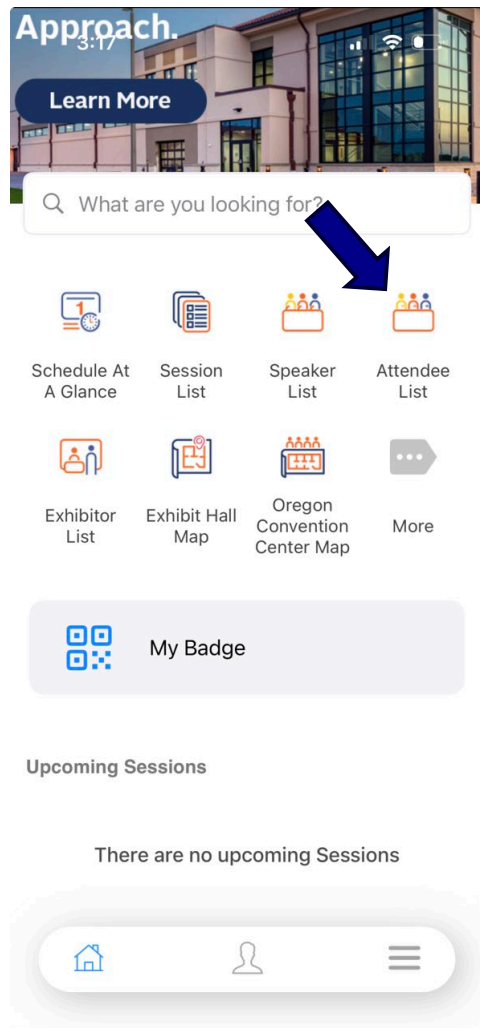 Approach.
3:17
Learn More
What are you looking for?
1
Schedule At
A Glance
Session
List
Speaker
List
Attendee
List
Exhibitor
List
Exhibit Hall
Map
Oregon
Convention
Center Map
More
My Badge
Upcoming Sessions
There are no upcoming Sessions